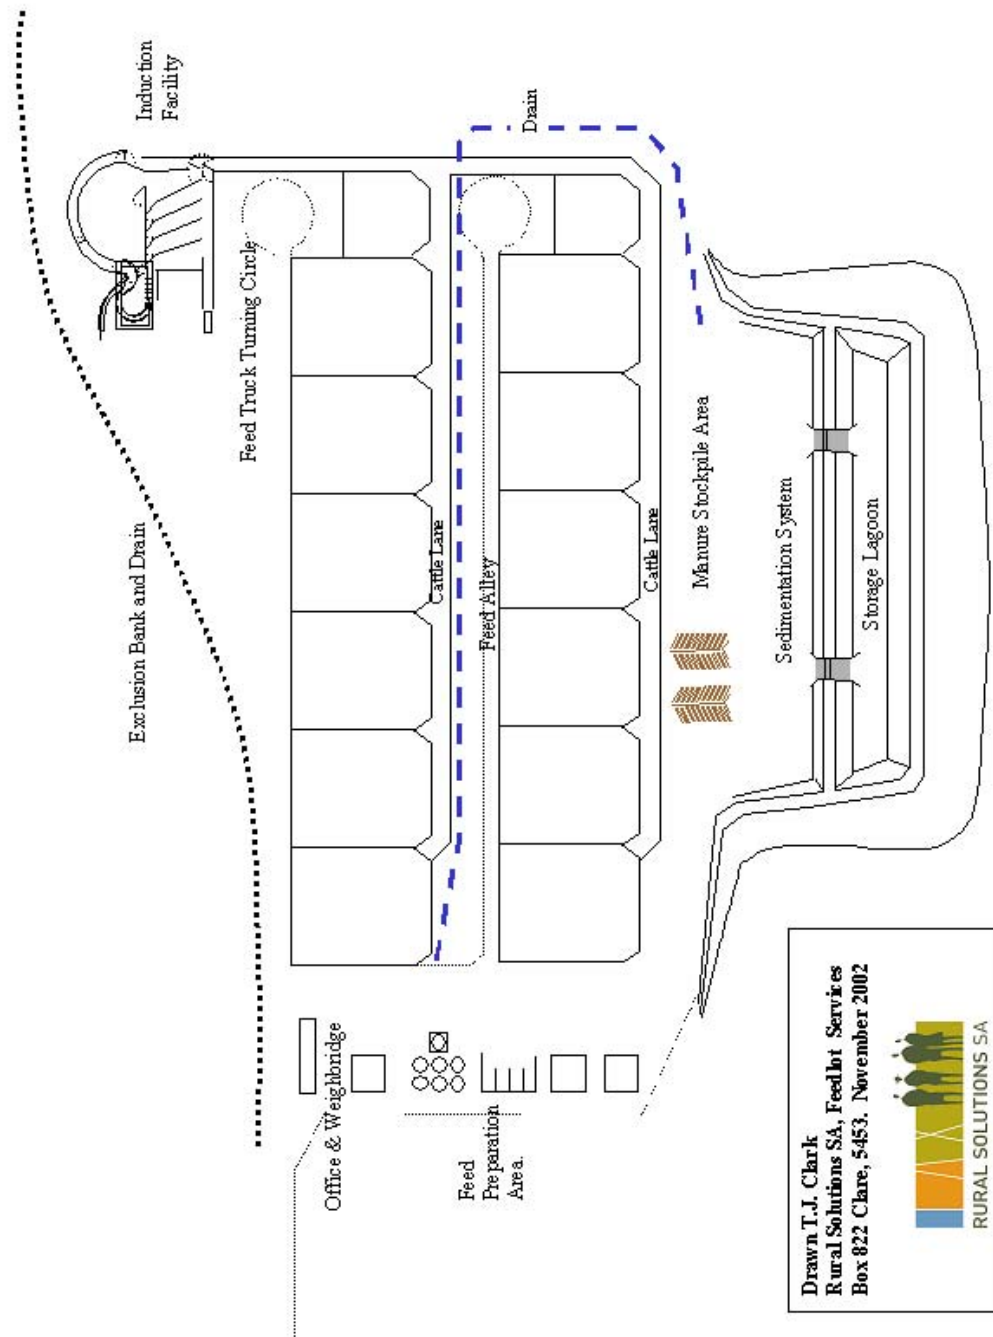 Induction
Facility
Drain
Feed Truck Turning Circle
Exclusion Bank and Drain
Cattle Lane
Feed Alley
Cattle Lane
Manure Stockpile Area
Sedimentation System
Storage Lagoon
Office & Weighbridge
Feed
Preparation
Area.
Drawn T.J. Clark
Rural Solutions SA, Feedlot Services
Box 822 Clare, 5453. November 2002
RURAL SOLUTIONS SA